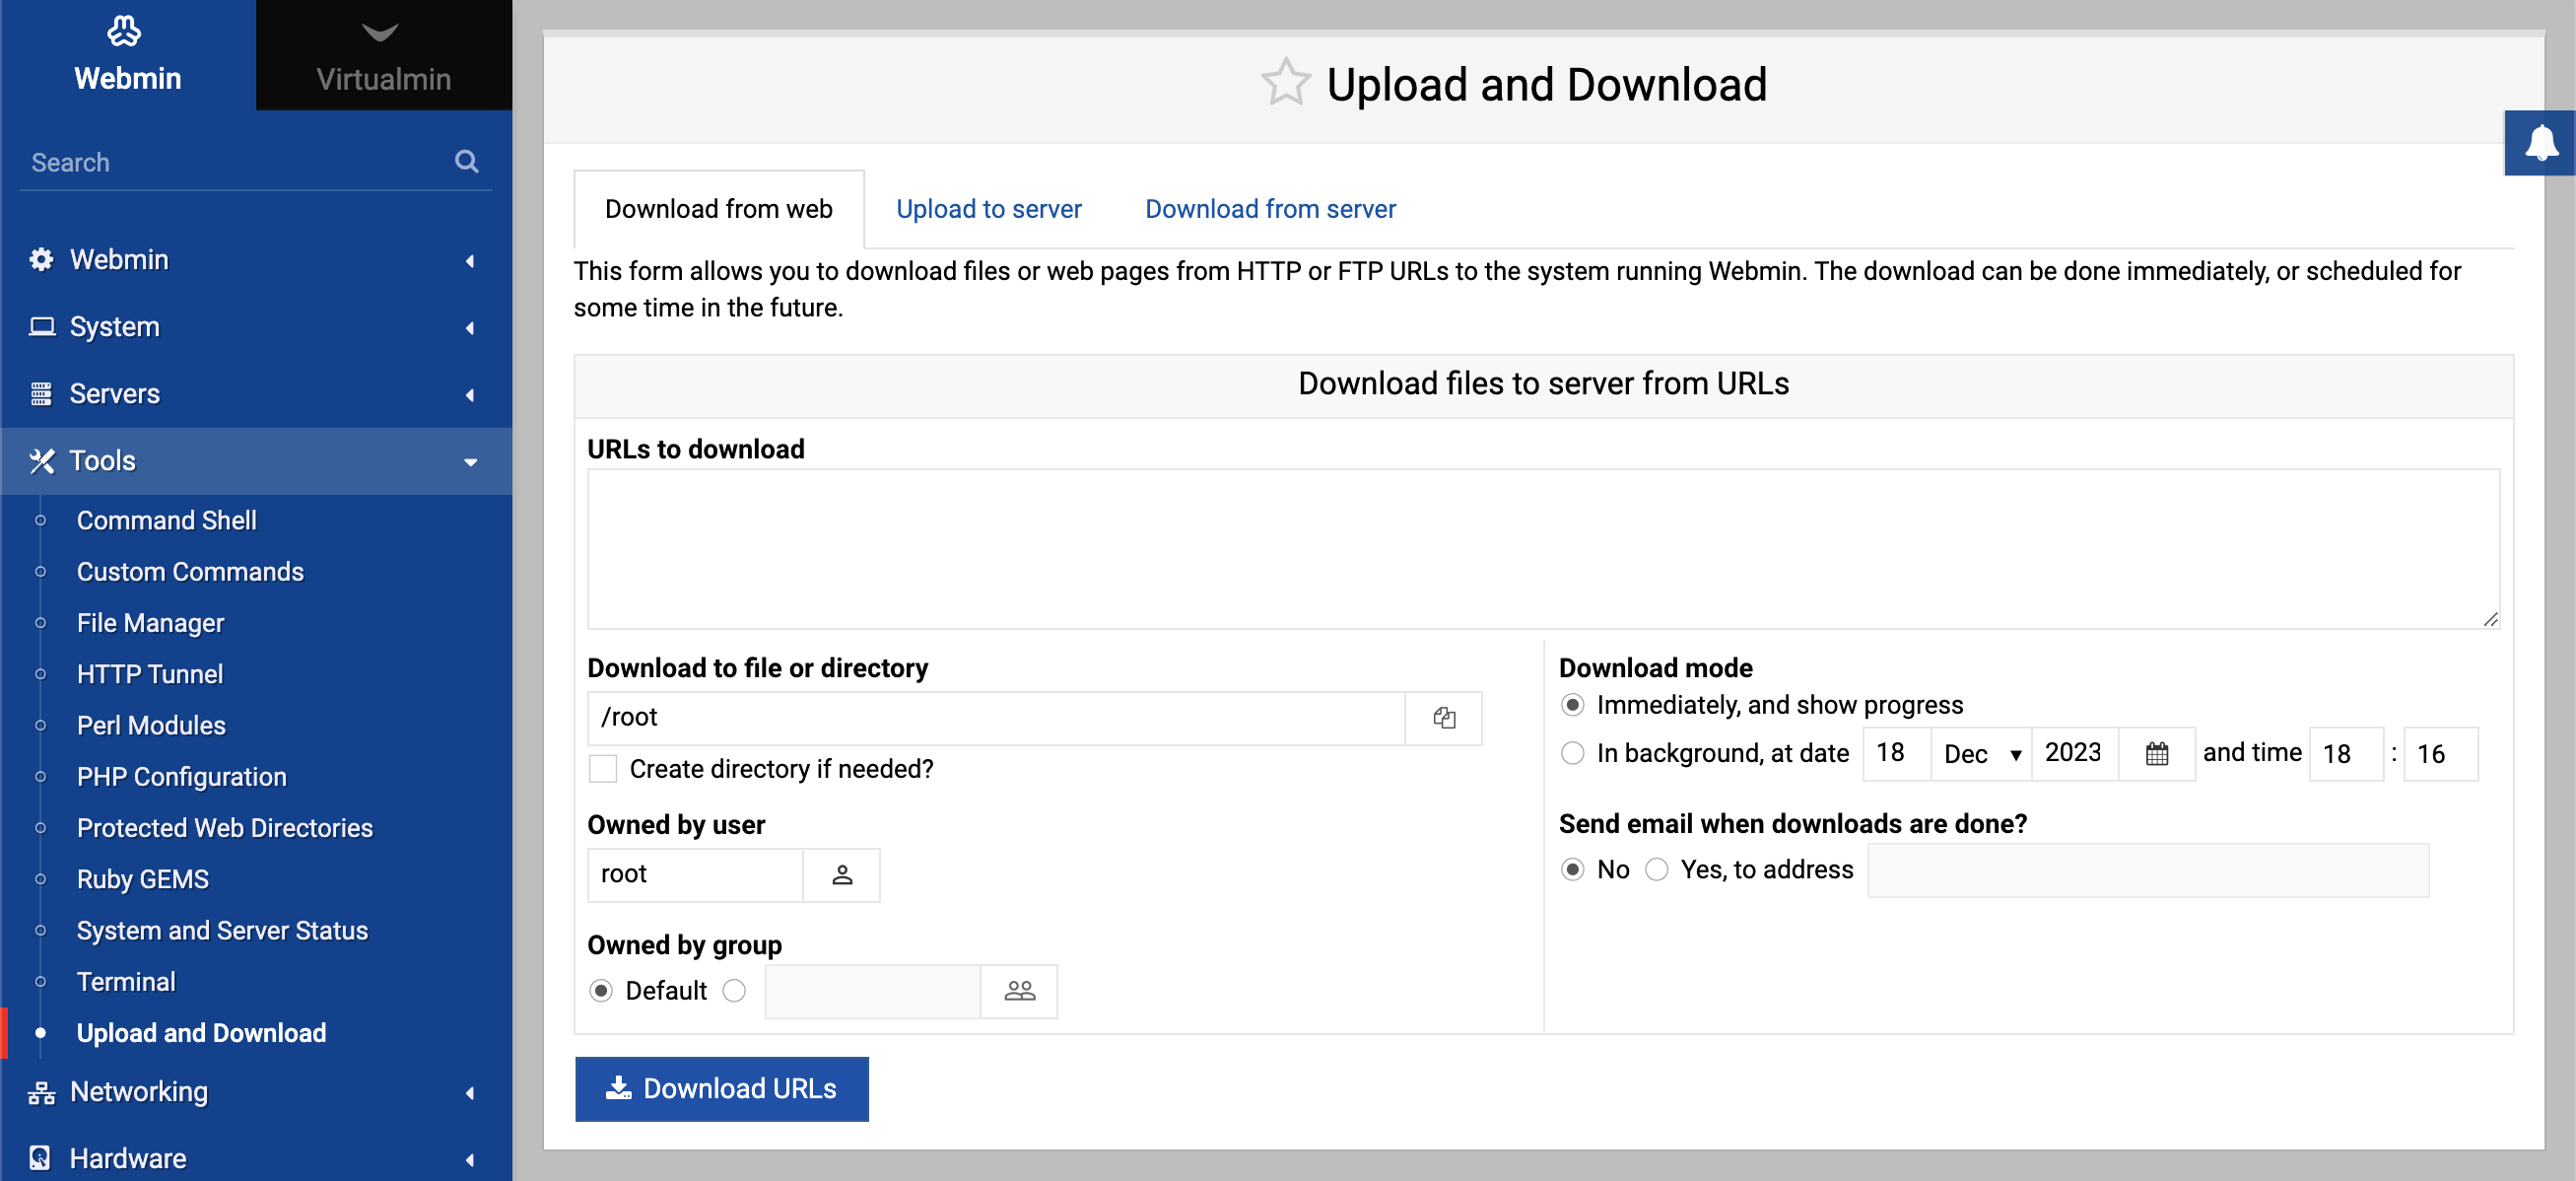 Webmin
Virtualmin
Search
Webmin
System
Servers
Tools
Command Shell
Custom Commands
File Manager
HTTP Tunnel
Perl Modules
PHP Configuration
Protected Web Directories
Ruby GEMS
System and Server Status
Terminal
Upload and Download
Networking
Hardware
Upload and Download
Download from web
Upload to server
Download from server
This form allows you to download files or web pages from HTTP or FTP URLs to the system running Webmin. The download can be done immediately, or scheduled for
some time in the future.
Download files to server from URLs
URLs to download
Download to file or directory
/root
Create directory if needed?
Owned by user
root
Owned by group
Default
Download mode
Immediately, and show progress
In background, at date 18 Dec 2023 and time 18 : 16
Send email when downloads are done?
No Yes, to address
Download URLs